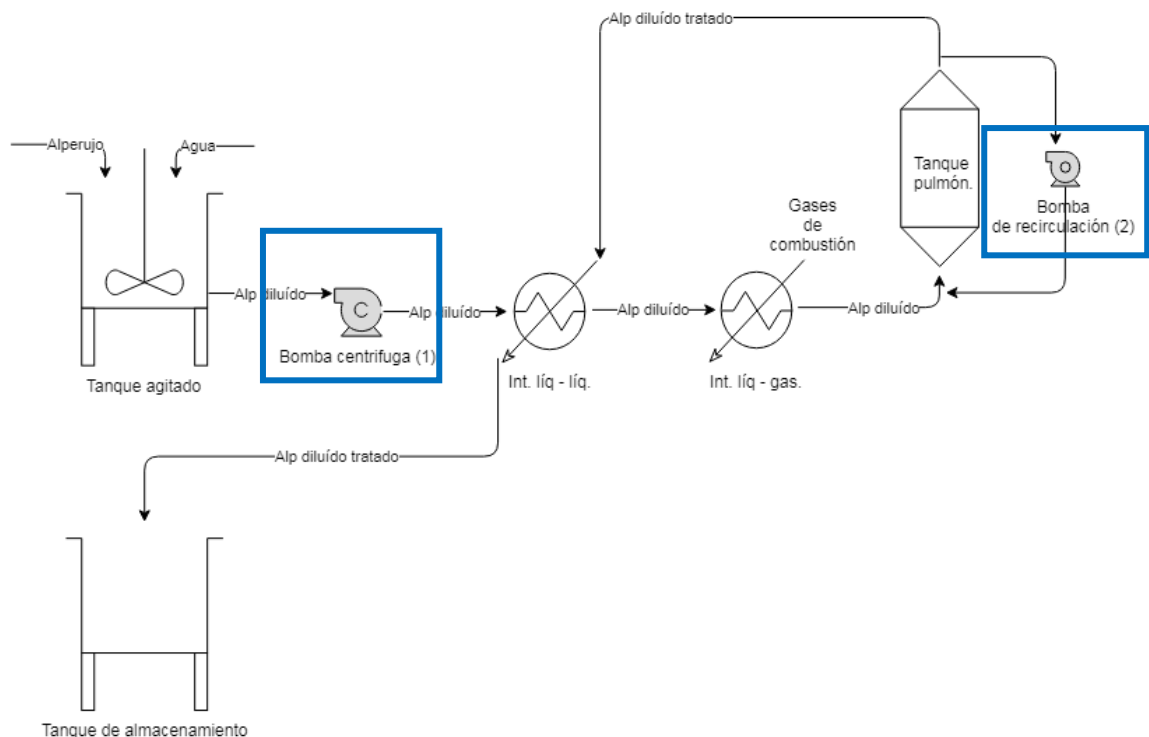 Alp diluído tratado
Alperujo
Agua
Tanque
pulmón.
O
Bomba
de recirculación (2)
Gases
de
combustión
Alp diluído
C
Alp diluído
Alp diluído
Alp diluído
Bomba centrifuga (1)
Tanque agitado
Int. líq - líq.
Int. líq - gas.
Alp diluído tratado
Tanque de almacenamiento